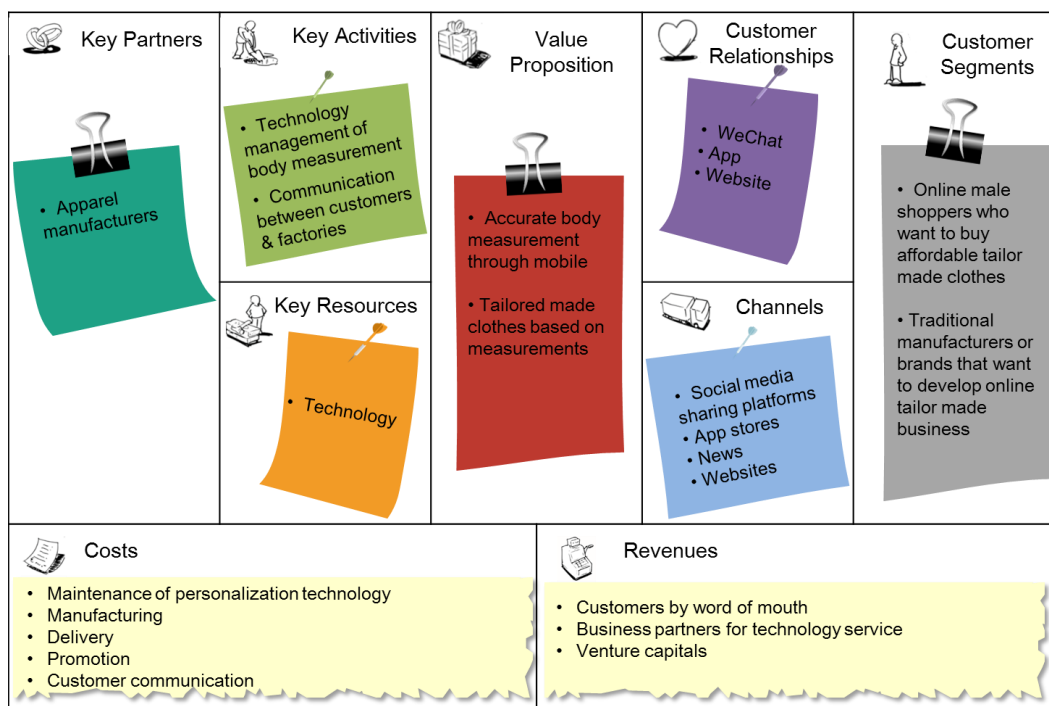 Key Partners
• Apparel
manufacturers
Key Activities
• Technology
management of
body measurement
• Communication
between customers
& factories
Key Resources
• Technology
Value
Proposition
• Accurate body
measurement
through mobile
• Tailored made
clothes based on
measurements
Customer
Relationships
• WeChat
• App
• Website
Channels
• Social media
sharing platforms
• App stores
• News
• Websites
Customer
Segments
• Online male
shoppers who
want to buy
affordable tailor
made clothes
• Traditional
manufacturers or
brands that want
to develop online
tailor made
business
Costs
• Maintenance of personalization technology
• Manufacturing
• Delivery
• Promotion
• Customer communication
Revenues
• Customers by word of mouth
• Business partners for technology service
• Venture capitals